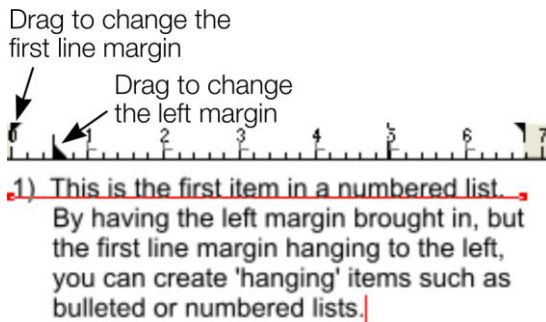 Drag to change the
first line margin
Drag to change
the left margin
0 1 2 3 4 5 6 7
1) This is the first item in a numbered list.
By having the left margin brought in, but
the first line margin hanging to the left,
you can create 'hanging' items such as
bulleted or numbered lists.